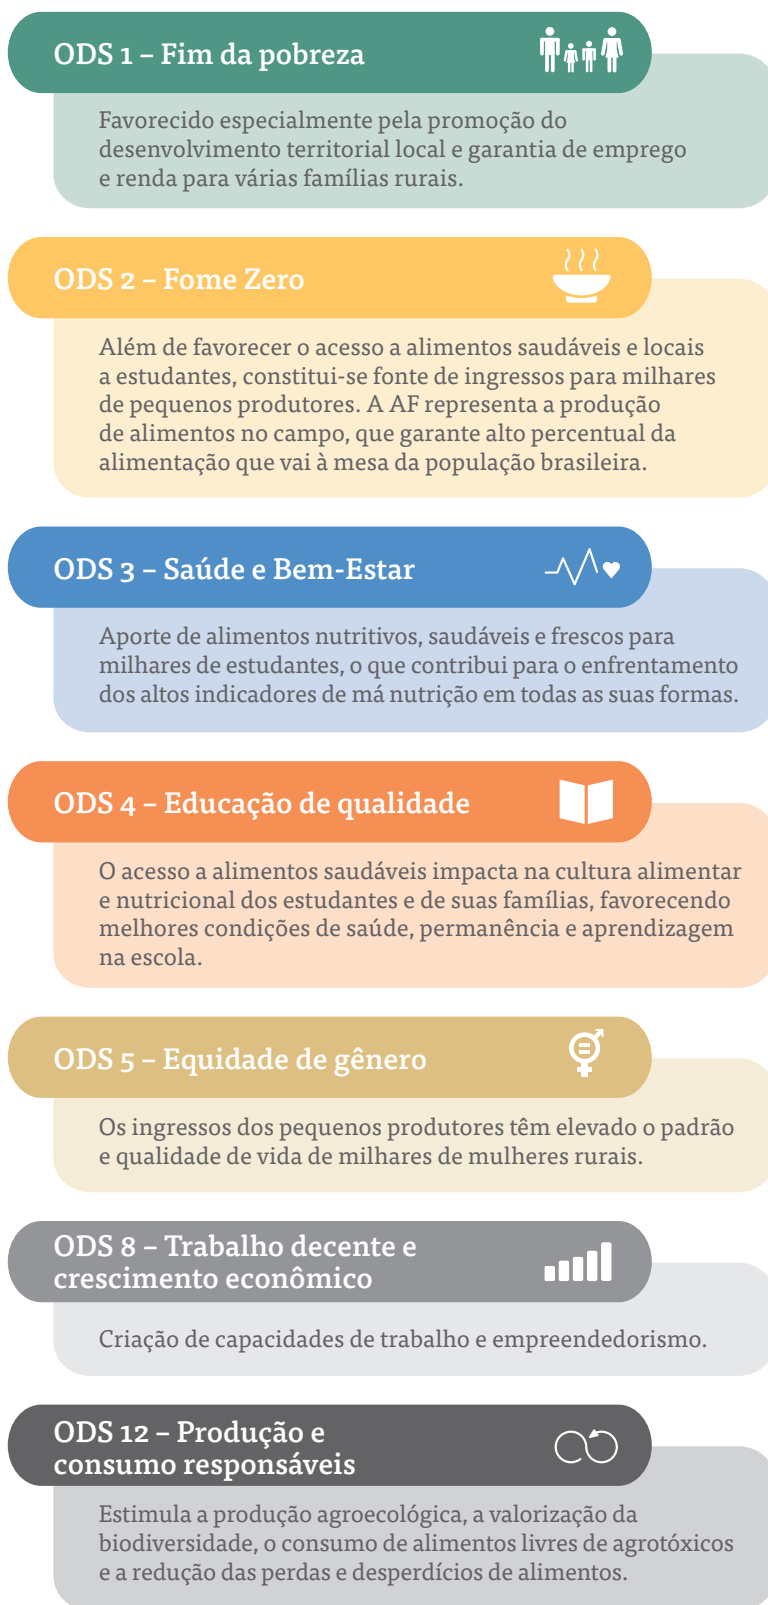 ODS 1 – Fim da pobreza
Favorecido especialmente pela promoção do
desenvolvimento territorial local e garantia de emprego
e renda para várias famílias rurais.
ODS 2 – Fome Zero
Além de favorecer o acesso a alimentos saudáveis e locais
a estudantes, constitui-se fonte de ingressos para milhares
de pequenos produtores. A AF representa a produção
de alimentos no campo, que garante alto percentual da
alimentação que vai à mesa da população brasileira.
ODS 3 – Saúde e Bem-Estar
Aporte de alimentos nutritivos, saudáveis e frescos para
milhares de estudantes, o que contribui para o enfrentamento
dos altos indicadores de má nutrição em todas as suas formas.
ODS 4 – Educação de qualidade
O acesso a alimentos saudáveis impacta na cultura alimentar
e nutricional dos estudantes e de suas famílias, favorecendo
melhores condições de saúde, permanência e aprendizagem
na escola.
ODS 5 – Equidade de gênero
Os ingressos dos pequenos produtores têm elevado o padrão
e qualidade de vida de milhares de mulheres rurais.
ODS 8 – Trabalho decente e
crescimento econômico
Criação de capacidades de trabalho e empreendedorismo.
ODS 12 – Produção e
consumo responsáveis
Estimula a produção agroecológica, a valorização da
biodiversidade, o consumo de alimentos livres de agrotóxicos
e a redução das perdas e desperdícios de alimentos.